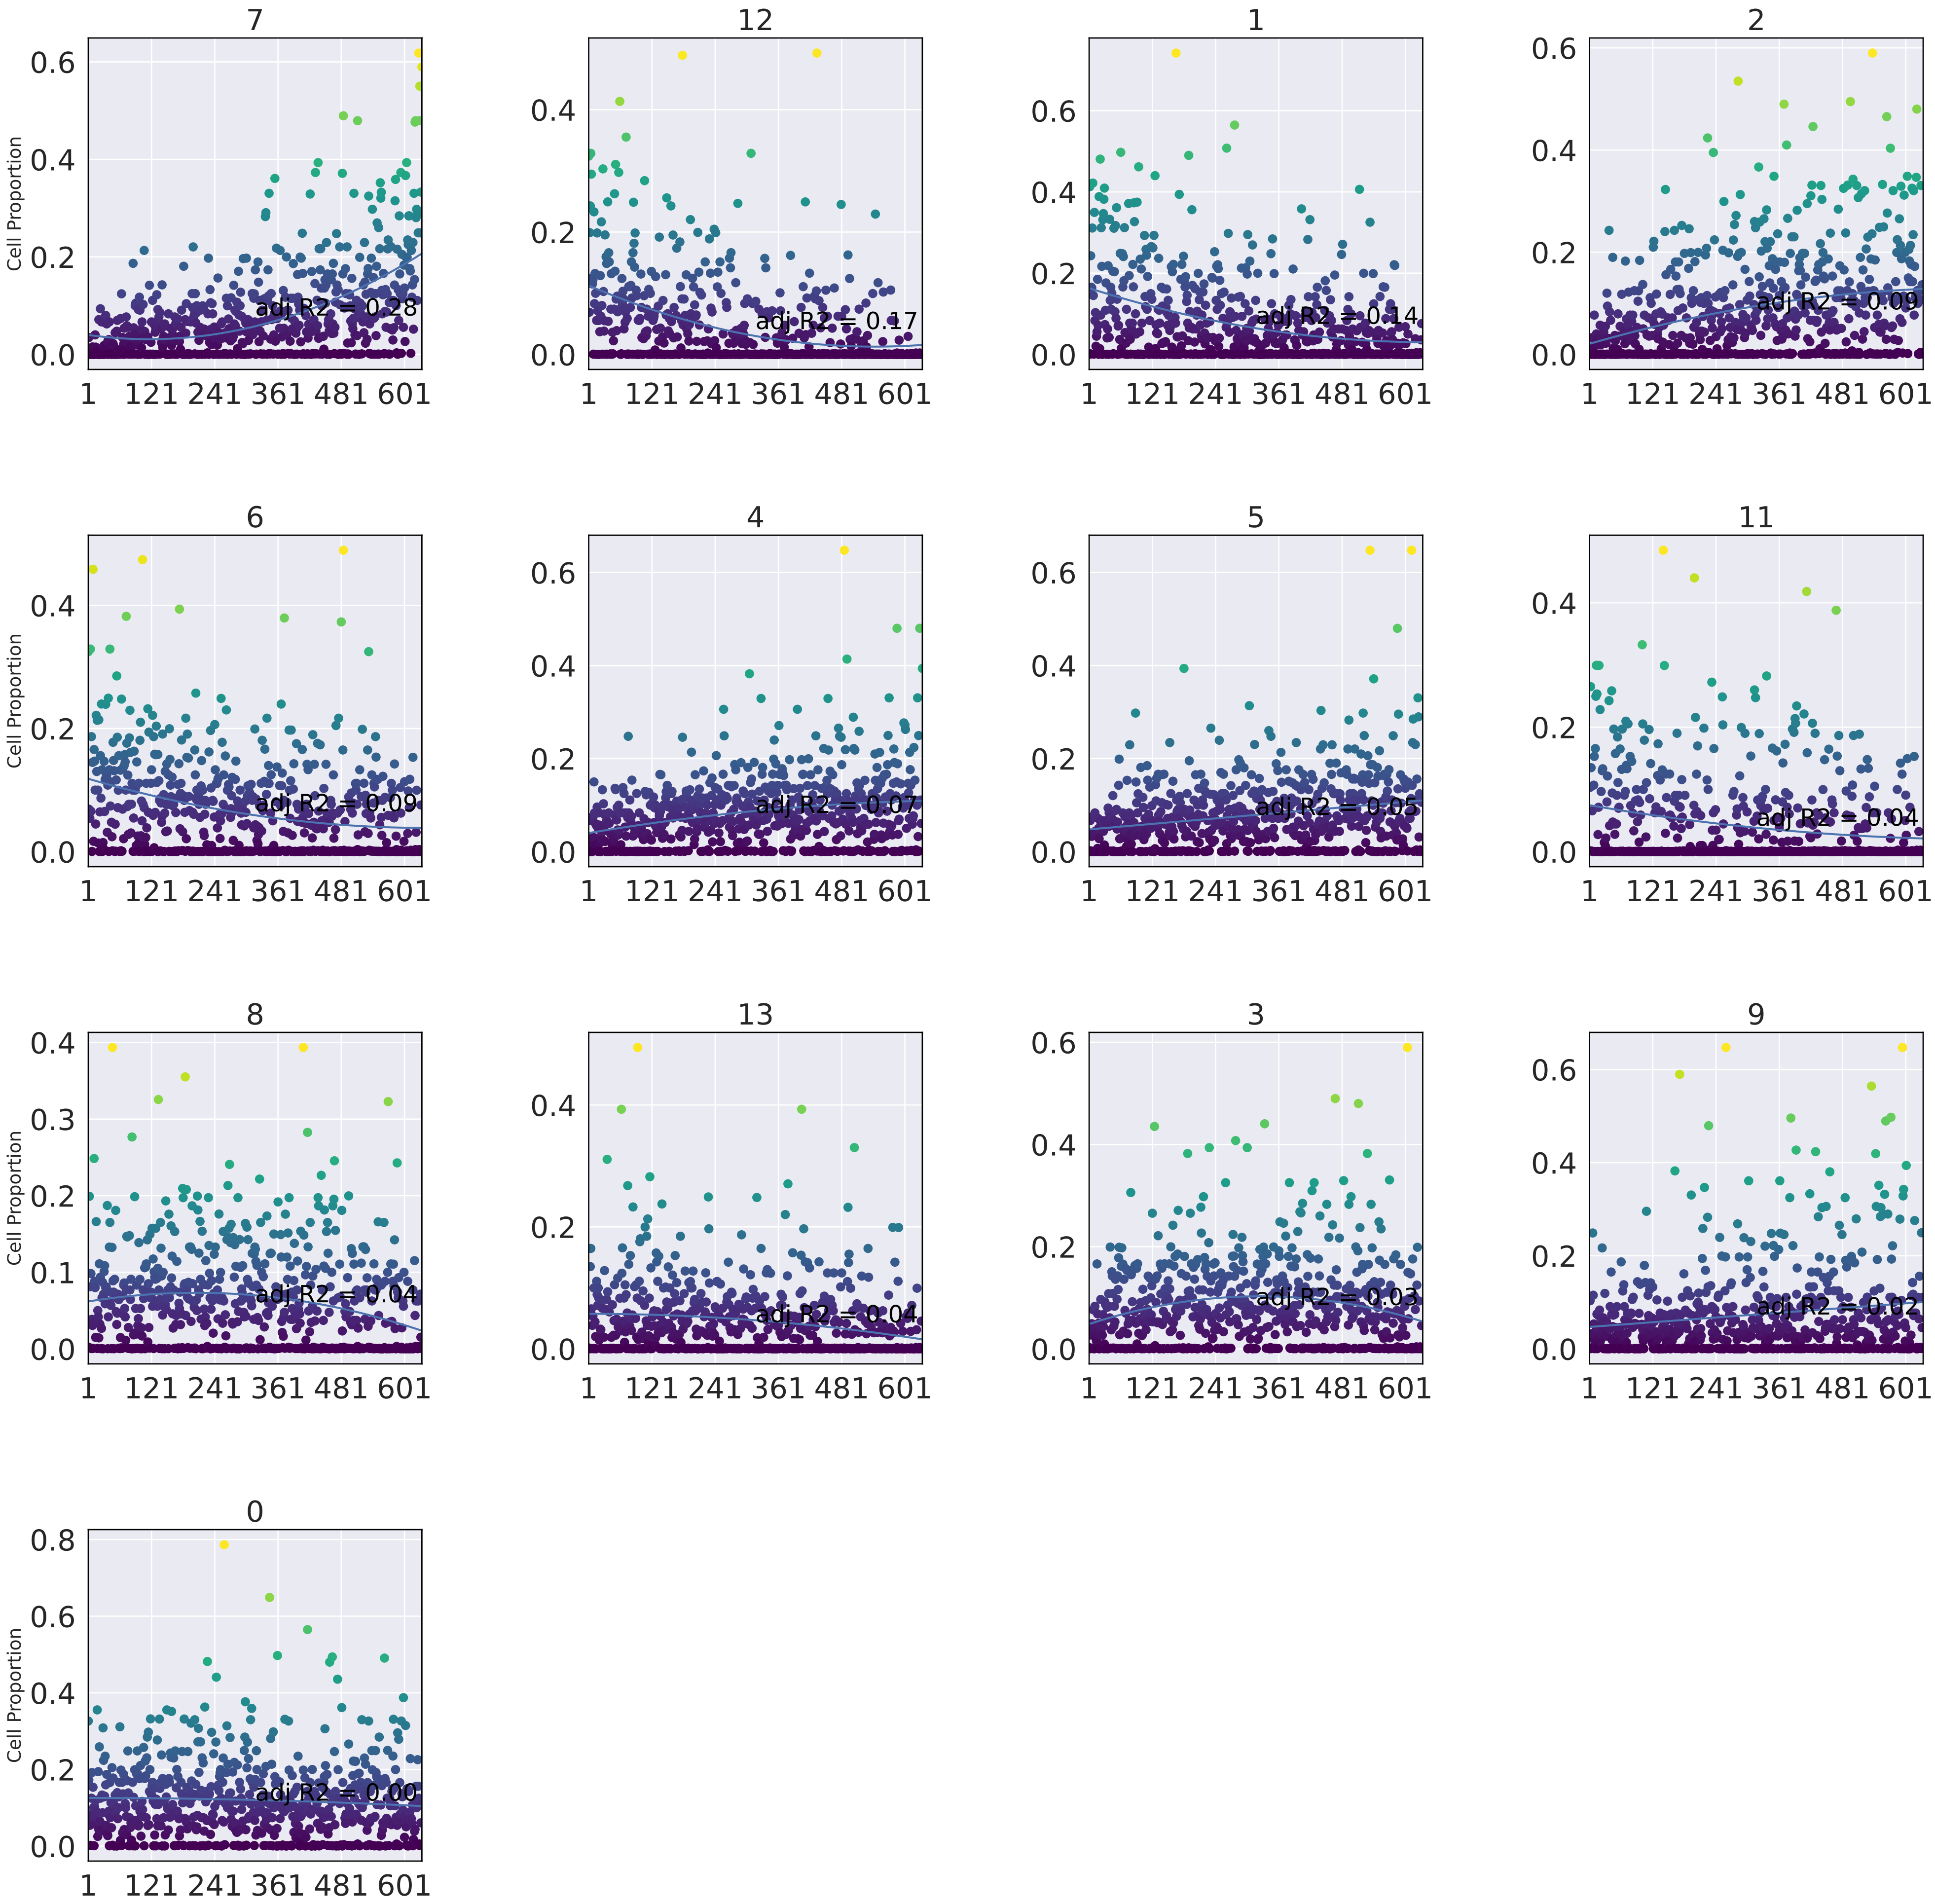 7
12
1
2
Cell Proportion
0.6
0.4
0.2
0.0
adj R2 = 0.28
1 121 241 361 481 601
0.4
0.2
0.0
adj R2 = 0.17
1 121 241 361 481 601
0.6
0.4
0.2
0.0
adj R2 = 0.14
1 121 241 361 481 601
0.6
0.4
0.2
0.0
adj R2 = 0.09
1 121 241 361 481 601
6
4
5
11
Cell Proportion
0.4
0.2
0.0
adj R2 = 0.09
1 121 241 361 481 601
0.6
0.4
0.2
0.0
adj R2 = 0.07
1 121 241 361 481 601
0.6
0.4
0.2
0.0
adj R2 = 0.05
1 121 241 361 481 601
0.4
0.2
0.0
adj R2 = 0.04
1 121 241 361 481 601
8
13
3
9
Cell Proportion
0.4
0.3
0.2
0.1
0.0
adj R2 = 0.04
1 121 241 361 481 601
0.4
0.2
0.0
adj R2 = 0.04
1 121 241 361 481 601
0.6
0.4
0.2
0.0
adj R2 = 0.03
1 121 241 361 481 601
0.6
0.4
0.2
0.0
adj R2 = 0.02
1 121 241 361 481 601
0
Cell Proportion
0.8
0.6
0.4
0.2
0.0
adj R2 = 0.00
1 121 241 361 481 601